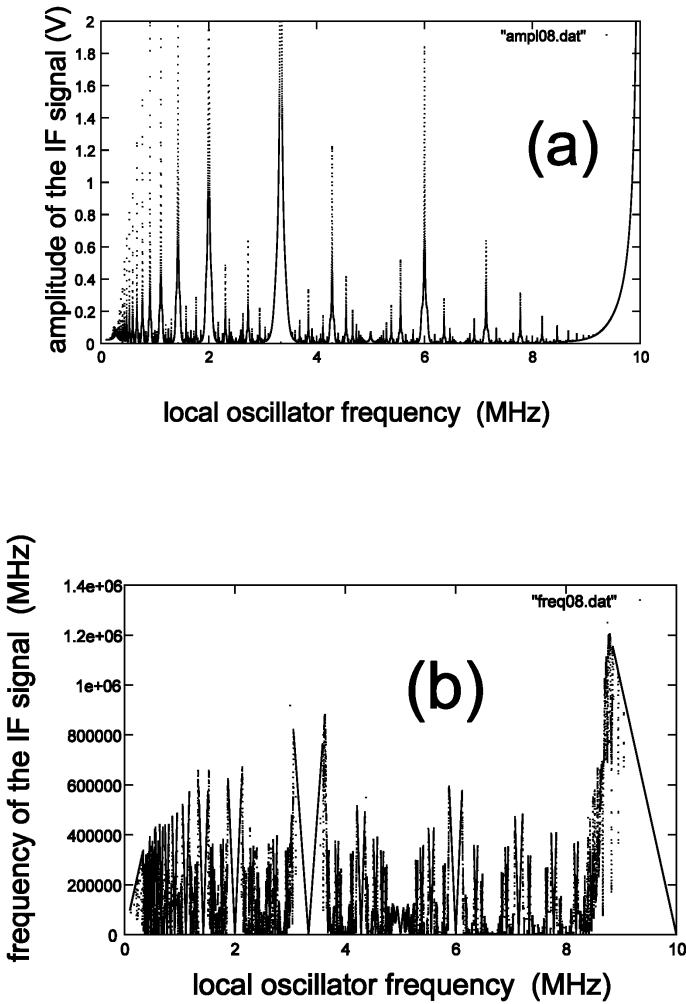 amplitude of the IF signal (V)
2
1.8
1.6
1.4
1.2
1
0.8
0.6
0.4
0.2
0
"ampl08.dat"
(a)
0
2
4
6
8
10
local oscillator frequency (MHz)
frequency of the IF signal (MHz)
1.4e+06
1.2e+06
1e+06
800000
600000
400000
200000
0
"freq08.dat"
(b)
0
2
4
6
8
10
local oscillator frequency (MHz)